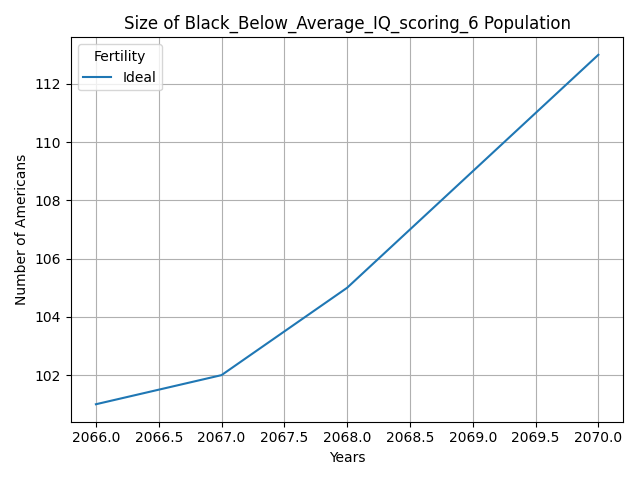 Size of Black_Below_Average_IQ_scoring_6 Population
Fertility
Ideal
112
110
108
106
104
102
Number of Americans
2066.0 2066.5 2067.0 2067.5 2068.0 2068.5 2069.0 2069.5 2070.0
Years